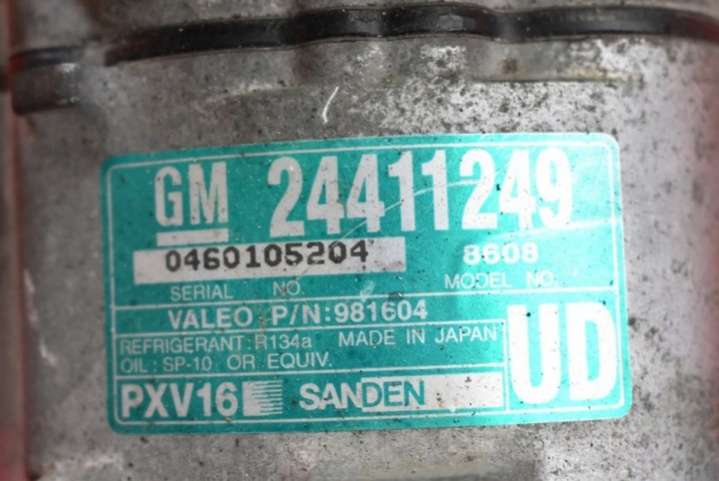 GM 24411249
0460105204 8608
SERIAL NO. MODEL NO.
VALEO P/N:981604
REFRIGERANT:R134a MADE IN JAPAN
OIL: SP-10 OR EQUIV.
UD
PXV16 SANDEN